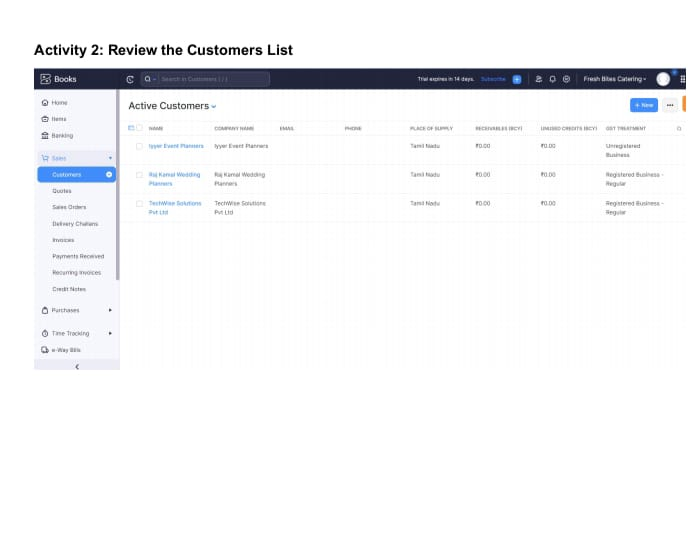 Activity 2: Review the Customers List
Books
Search in Customers ( / )
Trial expires in 14 days. Subscribe
Fresh Bites Catering
Home
Items
Banking
Sales
Customers
Quotes
Sales Orders
Delivery Challans
Invoices
Payments Received
Recurring Invoices
Credit Notes
Purchases
Time Tracking
e-Way Bills
Active Customers
+ New
NAME COMPANY NAME EMAIL PHONE PLACE OF SUPPLY RECEIVABLES (BCY) UNUSED CREDITS (BCY) GST TREATMENT
Iyyer Event Planners Iyyer Event Planners Tamil Nadu ₹0.00 ₹0.00 Unregistered
Business
Raj Kamal Wedding Raj Kamal Wedding Tamil Nadu ₹0.00 ₹0.00 Registered Business -
Planners Planners Regular
TechWise Solutions TechWise Solutions Tamil Nadu ₹0.00 ₹0.00 Registered Business -
Pvt Ltd Pvt Ltd Regular